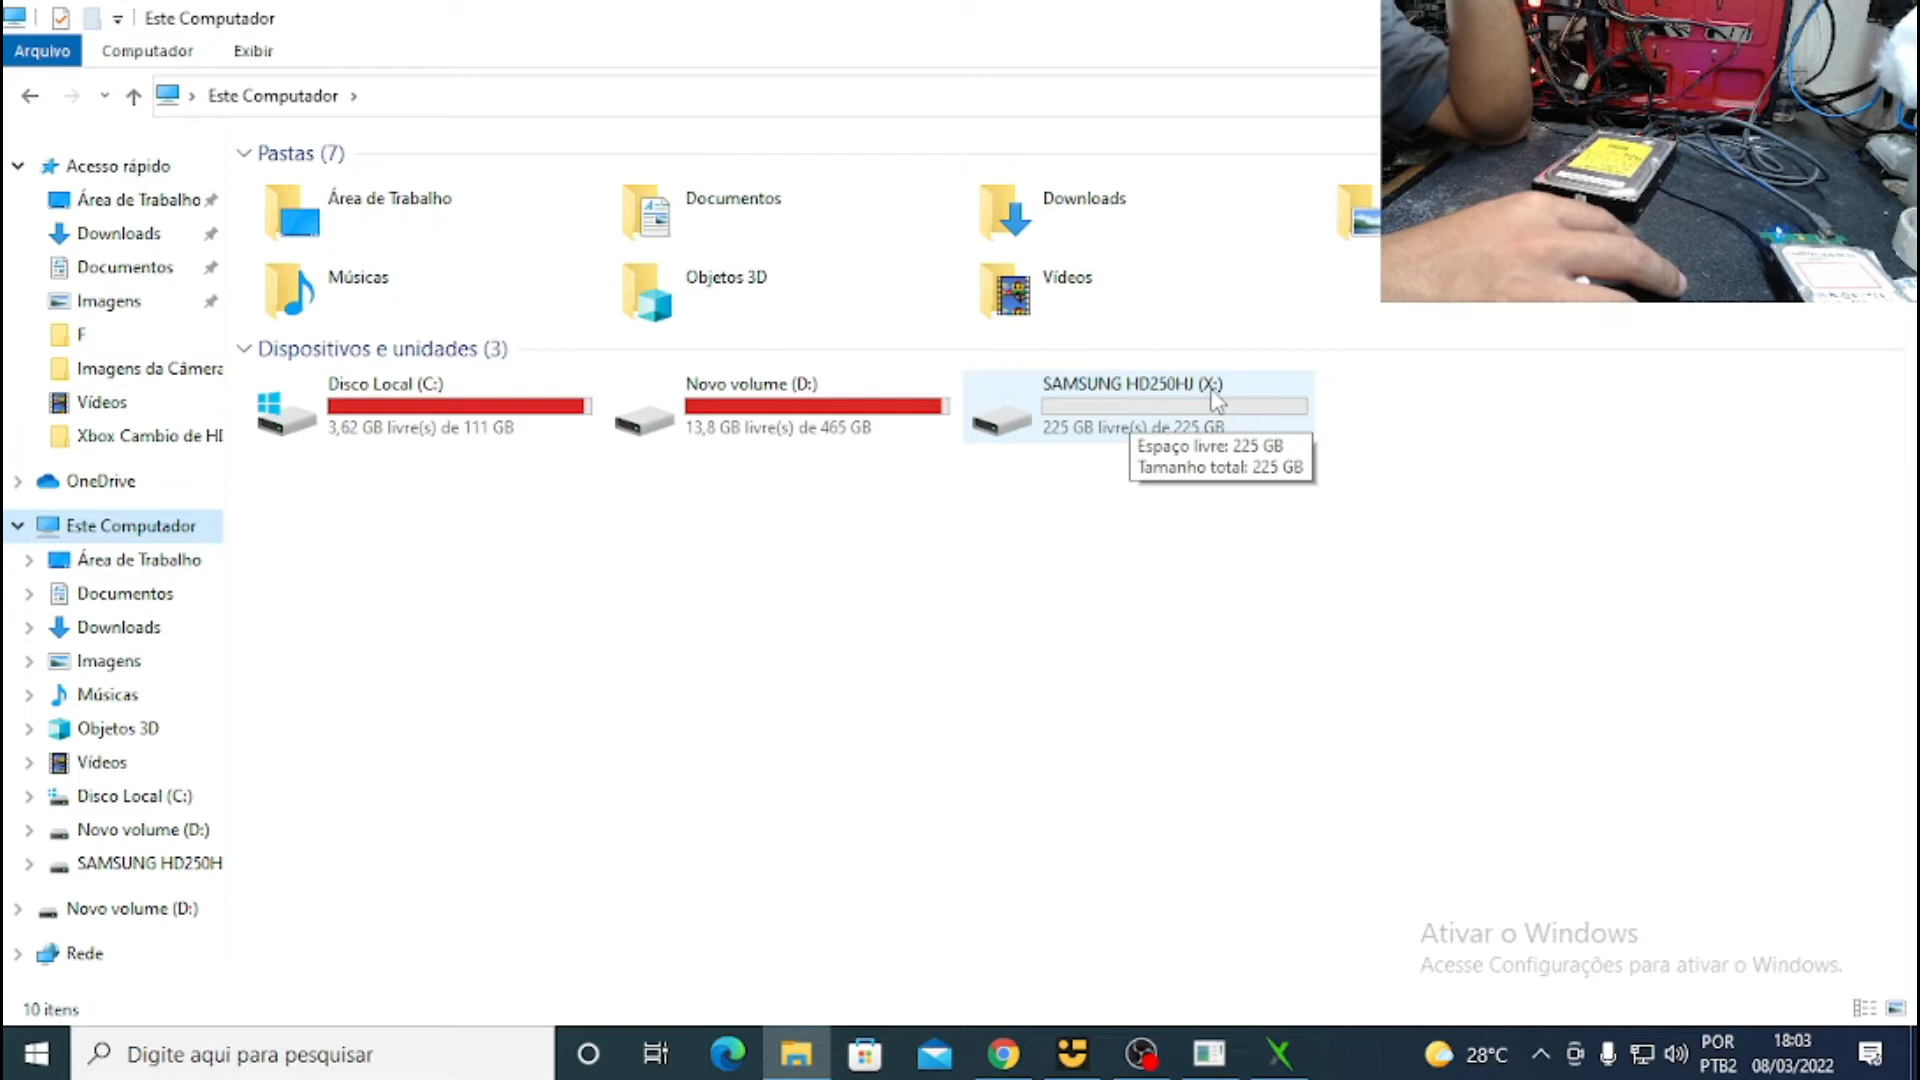 Este Computador
Arquivo Computador Exibir
Este Computador
Acesso rápido
Área de Trabalho
Downloads
Documentos
Imagens
F
Imagens da Câmera
Vídeos
Xbox Cambio de HD
OneDrive
Este Computador
Área de Trabalho
Documentos
Downloads
Imagens
Músicas
Objetos 3D
Vídeos
Disco Local (C:)
Novo volume (D:)
SAMSUNG HD250H
Novo volume (D:)
Rede
Pastas (7)
Área de Trabalho
Documentos
Downloads
Músicas
Objetos 3D
Vídeos
Dispositivos e unidades (3)
Disco Local (C:)
3,62 GB livre(s) de 111 GB
Novo volume (D:)
13,8 GB livre(s) de 465 GB
SAMSUNG HD250HJ (X:)
225 GB livre(s) de 225 GB
Espaço livre: 225 GB
Tamanho total: 225 GB
Ativar o Windows
Acesse Configurações para ativar o Windows.
10 itens
Digite aqui para pesquisar
28°C
POR
PTB2
18:03
08/03/2022